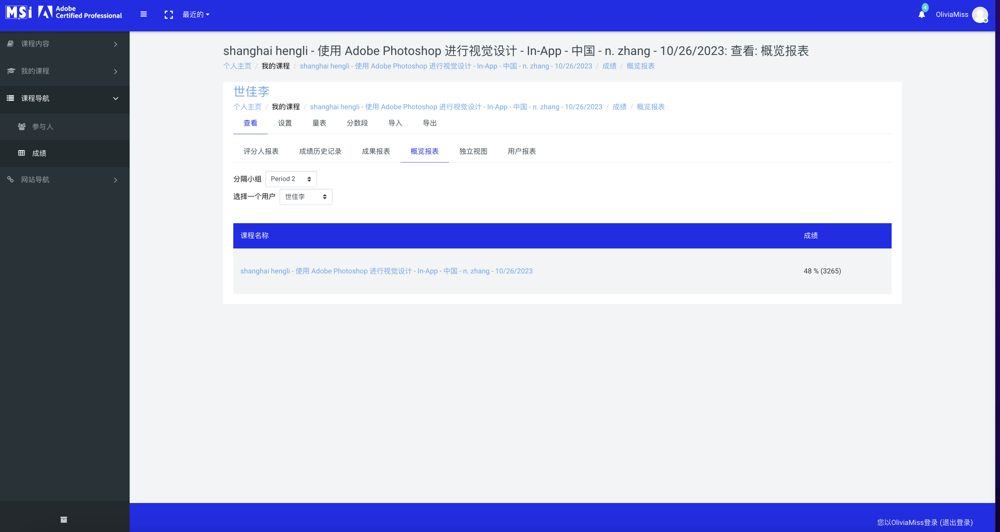 MSi Adobe
Certified Professional
最近的
4
OliviaMiss
课程内容
我的课程
课程导航
参与人
成绩
网站导航
shanghai hengli - 使用 Adobe Photoshop 进行视觉设计 - In-App - 中国 - n. zhang - 10/26/2023: 查看: 概览报表
个人主页 / 我的课程 / shanghai hengli - 使用 Adobe Photoshop 进行视觉设计 - In-App - 中国 - n. zhang - 10/26/2023 / 成绩 / 概览报表
世佳李
个人主页 / 我的课程 / shanghai hengli - 使用 Adobe Photoshop 进行视觉设计 - In-App - 中国 - n. zhang - 10/26/2023 / 成绩 / 概览报表
查看 设置 量表 分数段 导入 导出
评分人报表 成绩历史记录 成果报表 概览报表 独立视图 用户报表
分隔小组 Period 2
选择一个用户 世佳李
课程名称 成绩
shanghai hengli - 使用 Adobe Photoshop 进行视觉设计 - In-App - 中国 - n. zhang - 10/26/2023 48 % (3265)
您以OliviaMiss登录 (退出登录)